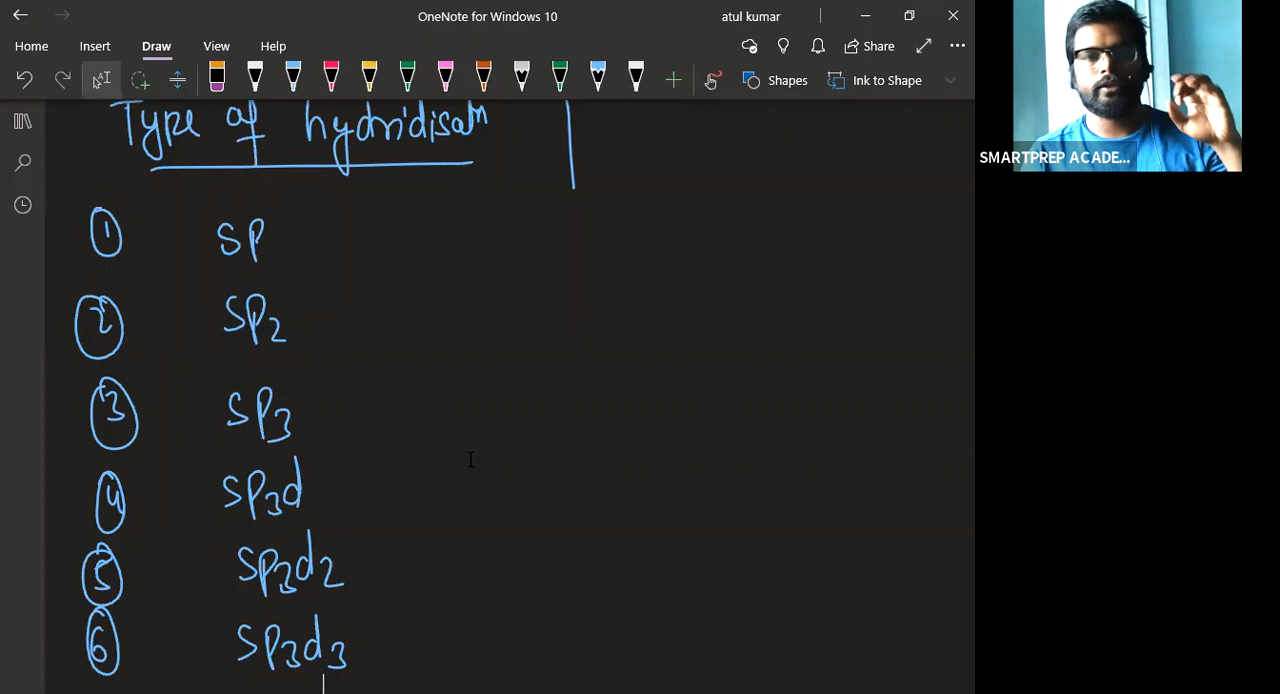 OneNote for Windows 10
atul kumar
Home Insert Draw View Help
Share
Shapes
Ink to Shape
SMARTPREP ACADE...
Type of hydridisatn
1 SP
2 SP2
3 SP3
4 SP3d
5 SP3d2
6 SP3d3